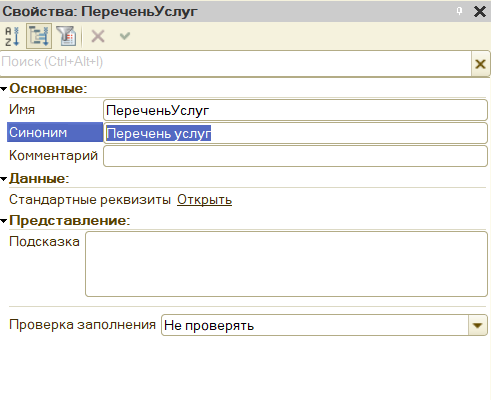 Свойства: ПереченьУслуг
Поиск (Ctrl+Alt+I)
Основные:
Имя ПереченьУслуг
Синоним Перечень услуг
Комментарий
Данные:
Стандартные реквизиты Открыть
Представление:
Подсказка
Проверка заполнения Не проверять